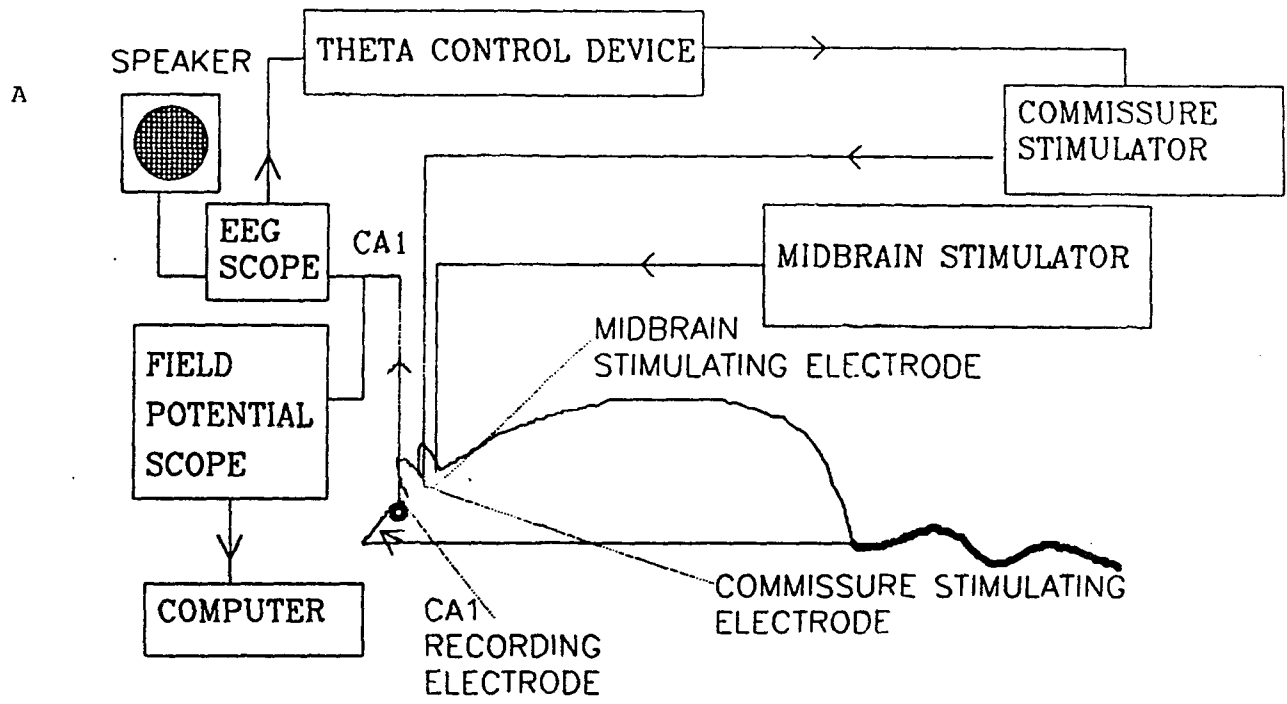 A
SPEAKER
THETA CONTROL DEVICE
COMMISSURE
STIMULATOR
EEG
SCOPE
CA1
MIDBRAIN STIMULATOR
FIELD
POTENTIAL
SCOPE
MIDBRAIN
STIMULATING ELECTRODE
COMPUTER
CA1
RECORDING
ELECTRODE
COMMISSURE STIMULATING
ELECTRODE